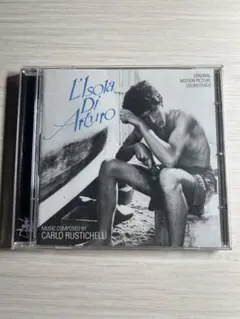 L'Isola
Di
Arturo
ORIGINAL
MOTION PICTURE
SOUNDTRACK
MUSIC COMPOSED BY
CARLO RUSTICHELLI